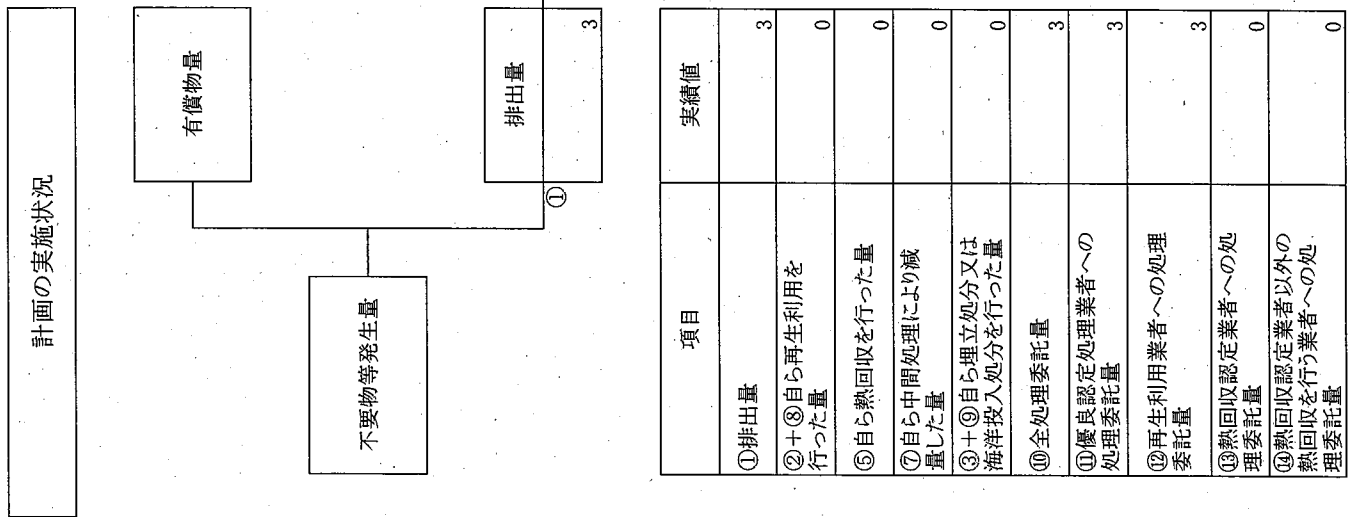 計画の実施状況
有償物量
不要物等発生量
①
排出量
3
項目
実績値
①排出量
3
②+⑧自ら再生利用を
行った量
0
⑤自ら熱回収を行った量
0
⑦自ら中間処理により減
量した量
0
③+⑨自ら埋立処分又は
海洋投入処分を行った量
0
⑩全処理委託量
3
⑪優良認定処理業者への
処理委託量
3
⑫再生利用業者への処理
委託量
3
⑬熱回収認定業者への処
理委託量
0
⑭熱回収認定業者以外の
熱回収を行う業者への処
理委託量
0